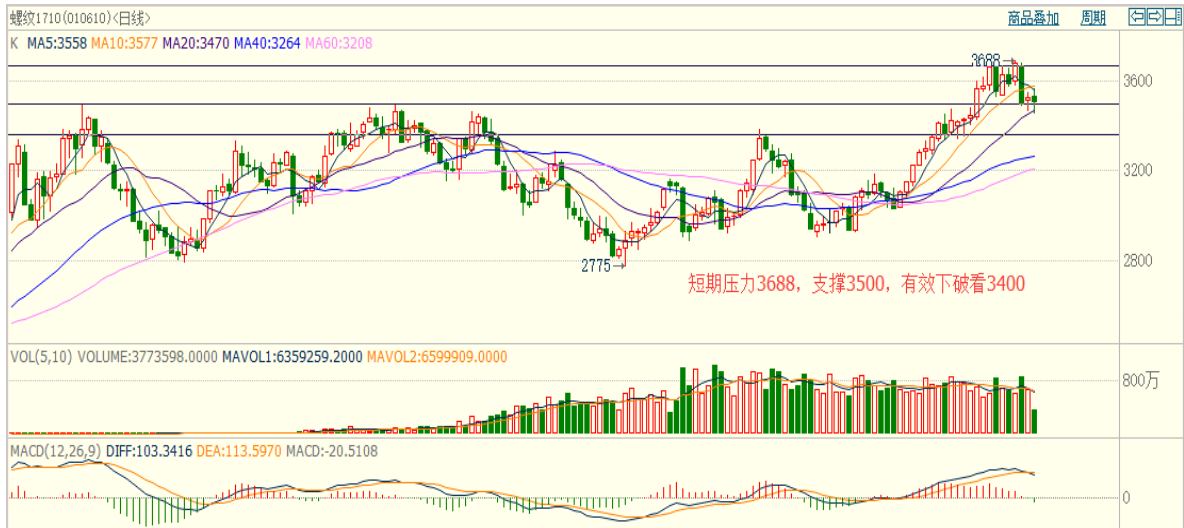 螺纹1710(010610)<日线>
商品叠加 周期
K MA5:3558 MA10:3577 MA20:3470 MA40:3264 MA60:3208
3688→
3600
3200
2775→
2800
短期压力3688，支撑3500，有效下破看3400
VOL(5,10) VOLUME:3773598.0000 MAVOL1:6359259.2000 MAVOL2:6599909.0000
800万
MACD(12,26,9) DIFF:103.3416 DEA:113.5970 MACD:-20.5108
0